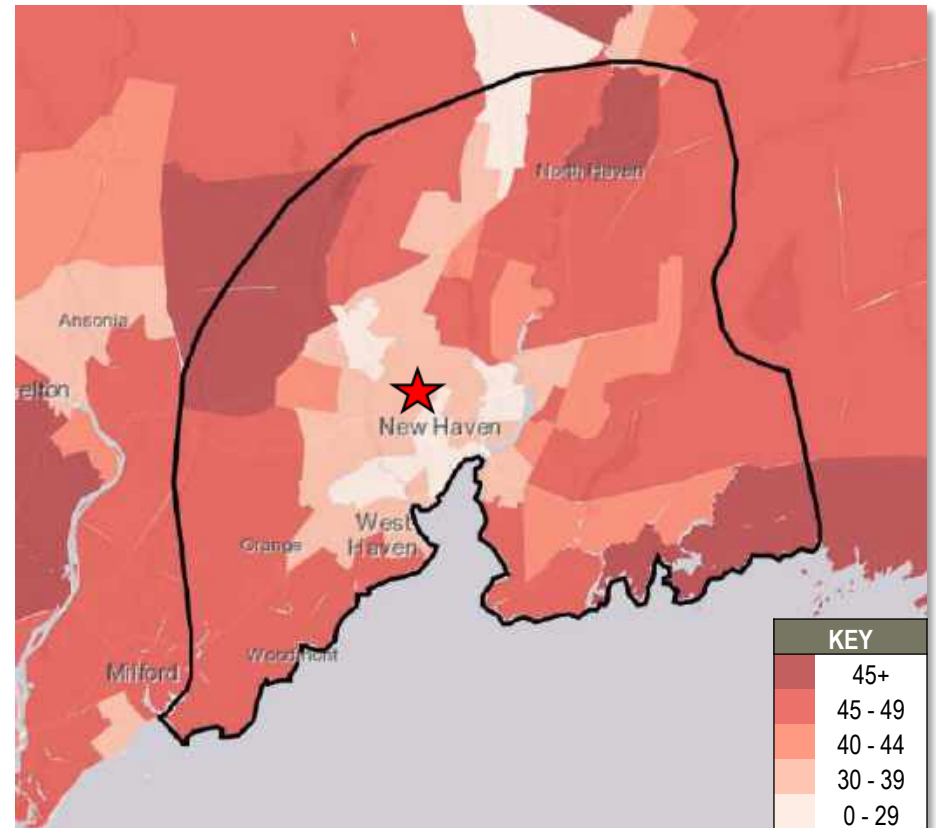 North Haven
Ansonia
elton
New Haven
West
Haven
Orange
Woodmont
Milford
KEY
45+
45 - 49
40 - 44
30 - 39
0 - 29